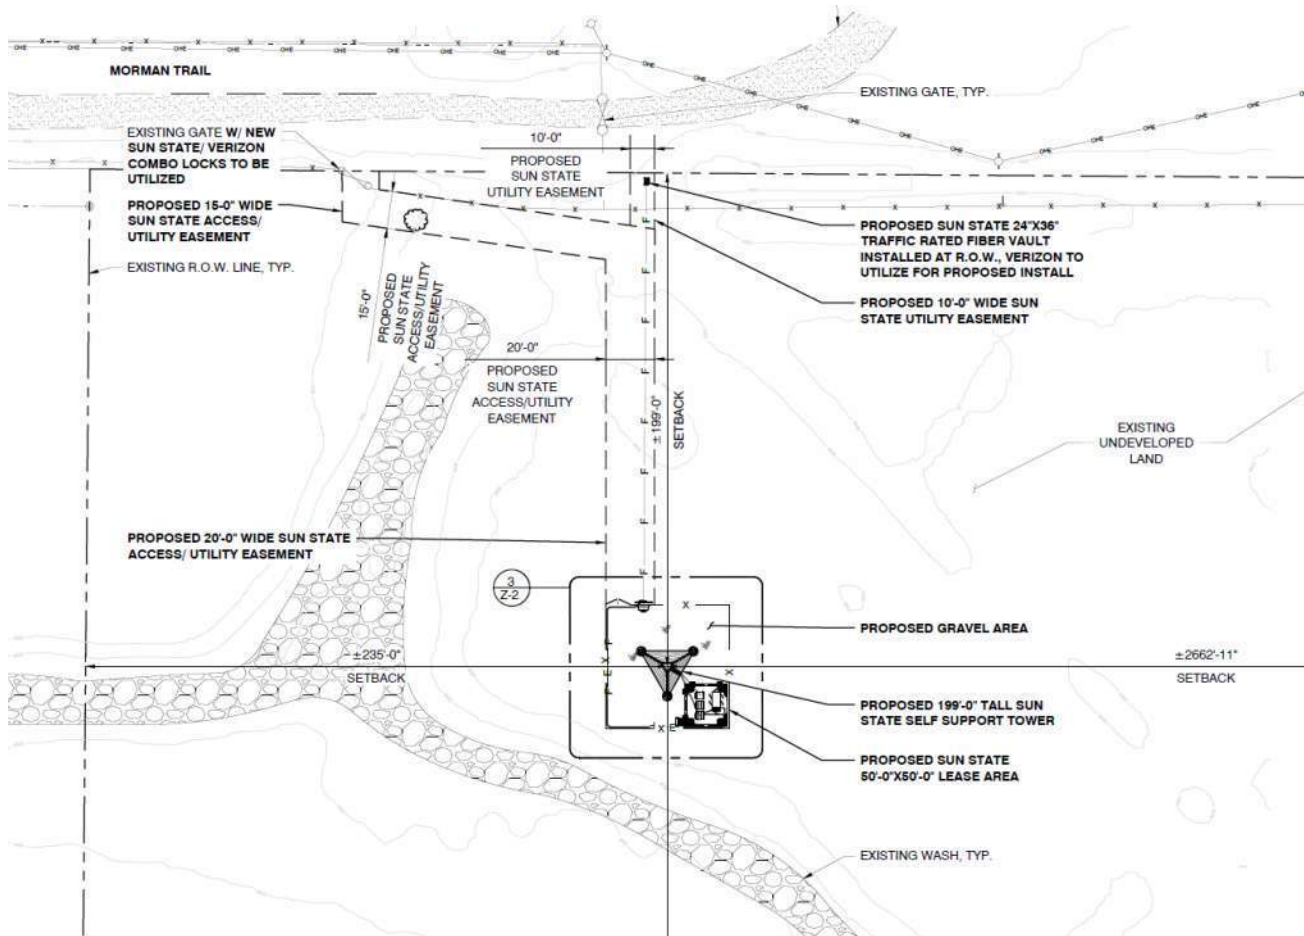 MORMAN TRAIL
EXISTING GATE, TYP.
EXISTING GATE W/ NEW
SUN STATE/ VERIZON
COMBO LOCKS TO BE
UTILIZED
10'-0"
PROPOSED
SUN STATE
UTILITY EASEMENT
PROPOSED 15-0" WIDE
SUN STATE ACCESS/
UTILITY EASEMENT
EXISTING R.O.W. LINE, TYP.
PROPOSED SUN STATE 24"X36"
TRAFFIC RATED FIBER VAULT
INSTALLED AT R.O.W., VERIZON TO
UTILIZE FOR PROPOSED INSTALL
PROPOSED 10'-0" WIDE SUN
STATE UTILITY EASEMENT
15'-0"
PROPOSED
SUN STATE
ACCESS/UTILITY
EASEMENT
20'-0"
PROPOSED
SUN STATE
ACCESS/UTILITY
EASEMENT
±199'-0"
SETBACK
EXISTING
UNDEVELOPED
LAND
PROPOSED 20'-0" WIDE SUN STATE
ACCESS/ UTILITY EASEMENT
3
Z-2
PROPOSED GRAVEL AREA
±235'-0"
SETBACK
±2662'-11"
SETBACK
PROPOSED 199'-0" TALL SUN
STATE SELF SUPPORT TOWER
PROPOSED SUN STATE
50'-0"X50'-0" LEASE AREA
EXISTING WASH, TYP.